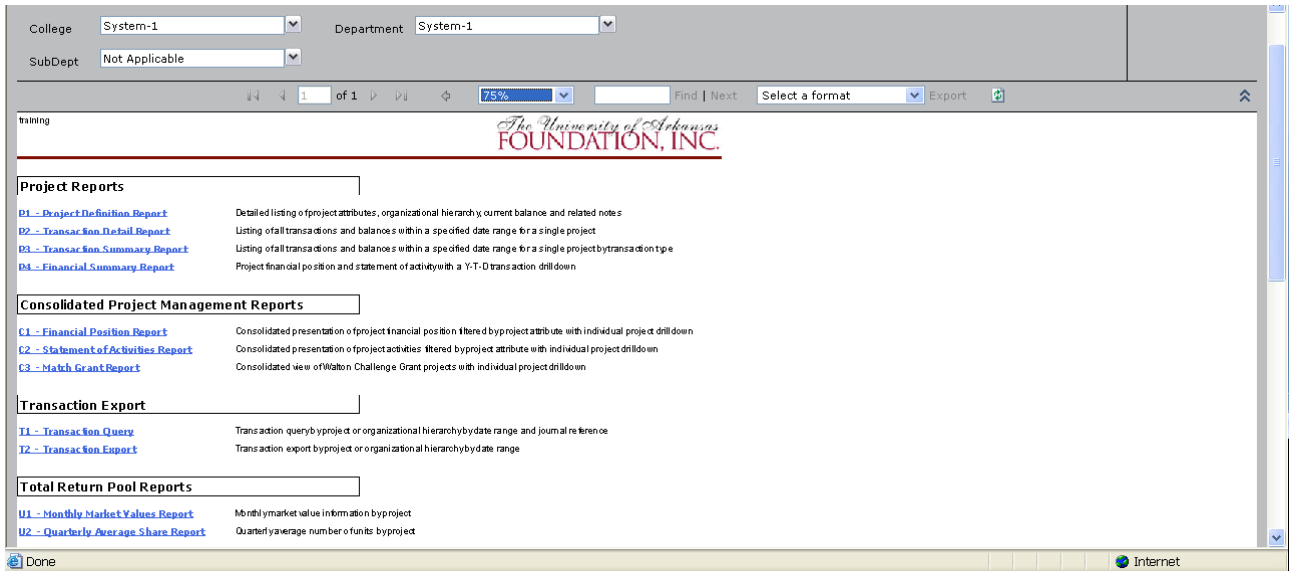 College System-1 Department System-1
SubDept Not Applicable
1 of 1 75% Find | Next Select a format Export
training
The University of Arkansas
FOUNDATION, INC.
Project Reports
P1 - Project Definition Report Detailed listing of project attributes, organizational hierarchy, current balance and related notes
P2 - Transaction Detail Report Listing of all transactions and balances within a specified date range for a single project
P3 - Transaction Summary Report Listing of all transactions and balances within a specified date range for a single project by transaction type
P4 - Financial Summary Report Project financial position and statement of activity with a Y-T-D transaction drilldown
Consolidated Project Management Reports
C1 - Financial Position Report Consolidated presentation of project financial position filtered by project attribute with individual project drilldown
C2 - Statement of Activities Report Consolidated presentation of project activities filtered by project attribute with individual project drilldown
C3 - Match Grant Report Consolidated view of Walton Challenge Grant projects with individual project drilldown
Transaction Export
T1 - Transaction Query Transaction query by project or organizational hierarchy by date range and journal reference
T2 - Transaction Export Transaction export by project or organizational hierarchy by date range
Total Return Pool Reports
U1 - Monthly Market Values Report Monthly market value information by project
U2 - Quarterly Average Share Report Quarterly average number of units by project
Done Internet